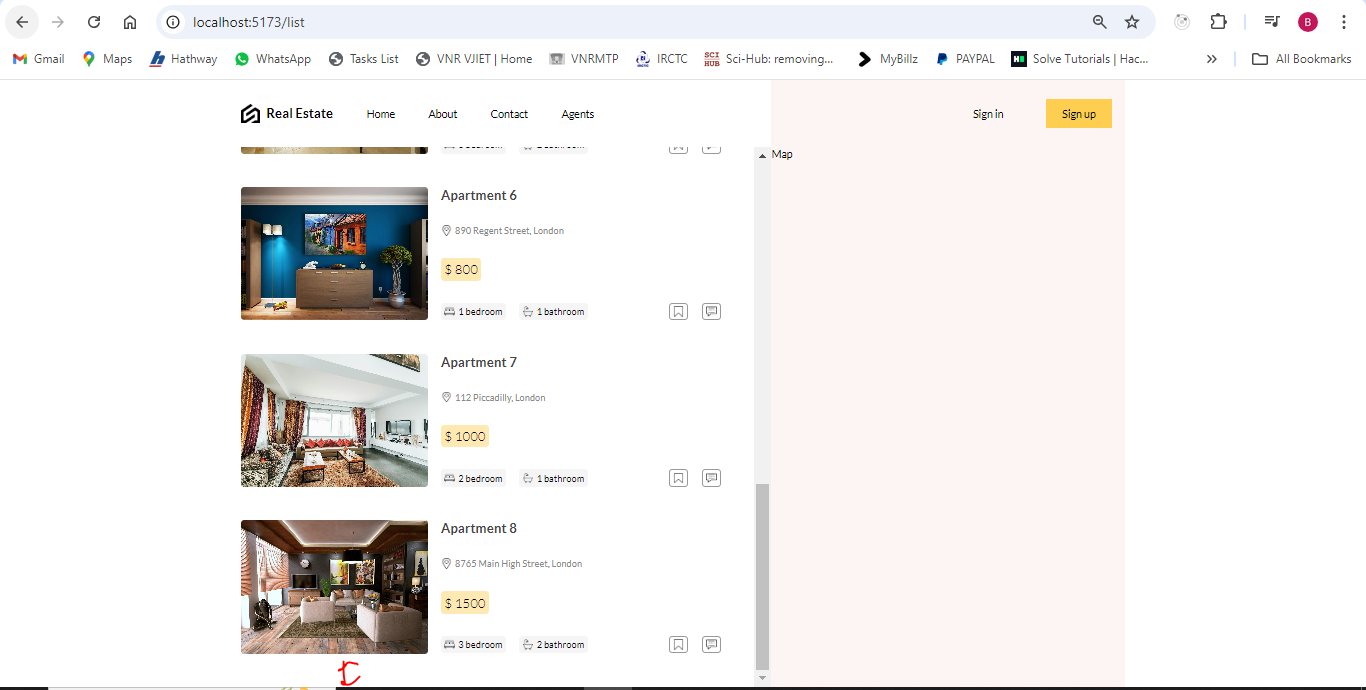 localhost:5173/list
B
Gmail Maps Hathway WhatsApp Tasks List VNR VJIET | Home VNRMTP IRCTC SCI HUB Sci-Hub: removing... MyBillz PAYPAL Solve Tutorials | Hac... » All Bookmarks
Real Estate Home About Contact Agents Sign in Sign up
Map
Apartment 6
890 Regent Street, London
$ 800
1 bedroom 1 bathroom
Apartment 7
112 Piccadilly, London
$ 1000
2 bedroom 1 bathroom
Apartment 8
8765 Main High Street, London
$ 1500
3 bedroom 2 bathroom